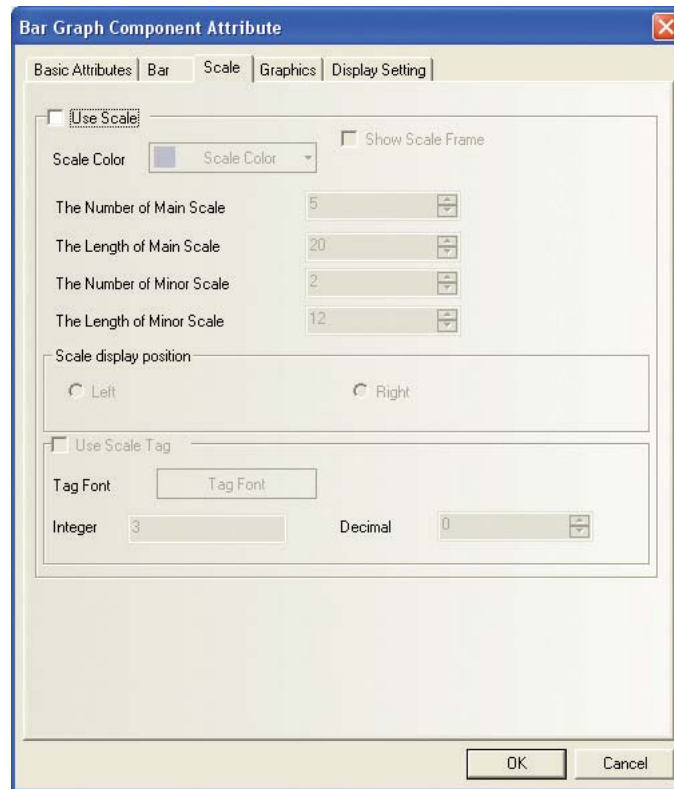 Bar Graph Component Attribute
Basic Attributes Bar Scale Graphics Display Setting
Use Scale
Show Scale Frame
Scale Color Scale Color
The Number of Main Scale 5
The Length of Main Scale 20
The Number of Minor Scale 2
The Length of Minor Scale 12
Scale display position
Left Right
Use Scale Tag
Tag Font Tag Font
Integer 3 Decimal 0
OK Cancel